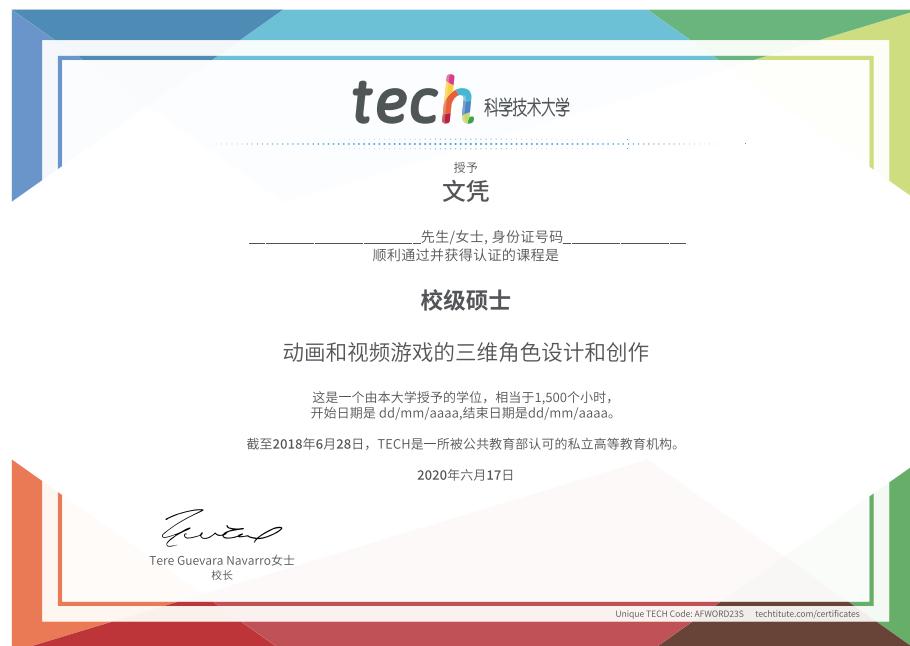 tech 科学技术大学
授予
文凭
______________________先生/女士, 身份证号码________________
顺利通过并获得认证的课程是
校级硕士
动画和视频游戏的三维角色设计和创作
这是一个由本大学授予的学位，相当于1,500个小时，
开始日期是 dd/mm/aaaa,结束日期是dd/mm/aaaa。
截至2018年6月28日，TECH是一所被公共教育部认可的私立高等教育机构。
2020年六月17日
Tere Guevara Navarro女士
校长
Unique TECH Code: AFWORD23S techtitute.com/certificates